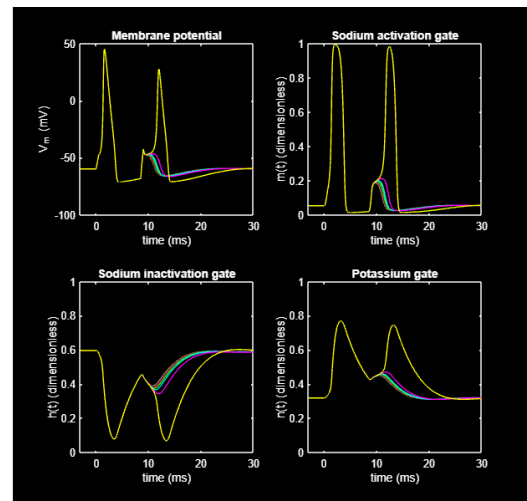 Membrane potential
50
0
-50
-100
V_m (mV)
0 10 20 30
time (ms)
Sodium activation gate
1
0.8
0.6
0.4
0.2
0
m(t) (dimensionless)
0 10 20 30
time (ms)
Sodium inactivation gate
1
0.8
0.6
0.4
0.2
0
h(t) (dimensionless)
0 10 20 30
time (ms)
Potassium gate
1
0.8
0.6
0.4
0.2
0
n(t) (dimensionless)
0 10 20 30
time (ms)